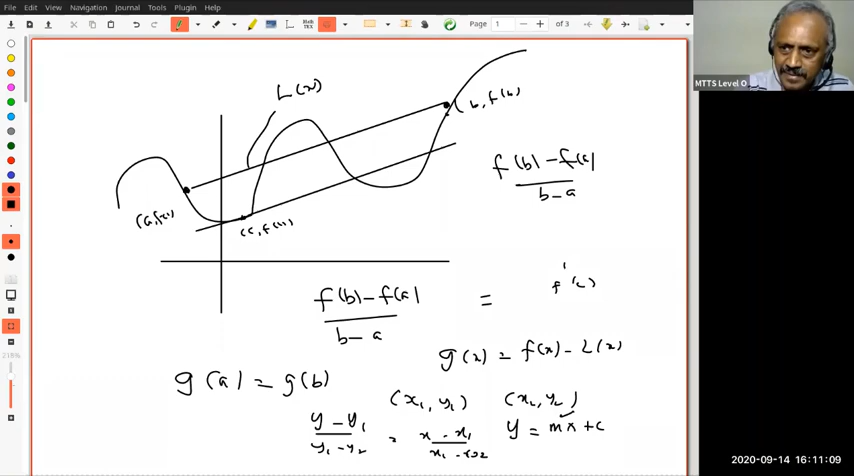 File Edit View Journal Tools Plugin Help
Page 1 of 3
MTTS Level O
L(x)
(b, f(b)
f(b) - f(a)
b - a
(a, f(a))
(c, f(c))
f(b) - f(a)
b - a
=
f'(c)
g(x) = f(x) - L(x)
g(a) = g(b)
(x₁, y₁) (x₂, y₂)
y - y₁
y₁ - y₂
=
x - x₁
x₁ - x₂
y = mx + c
218%
2020-09-14 16:11:09